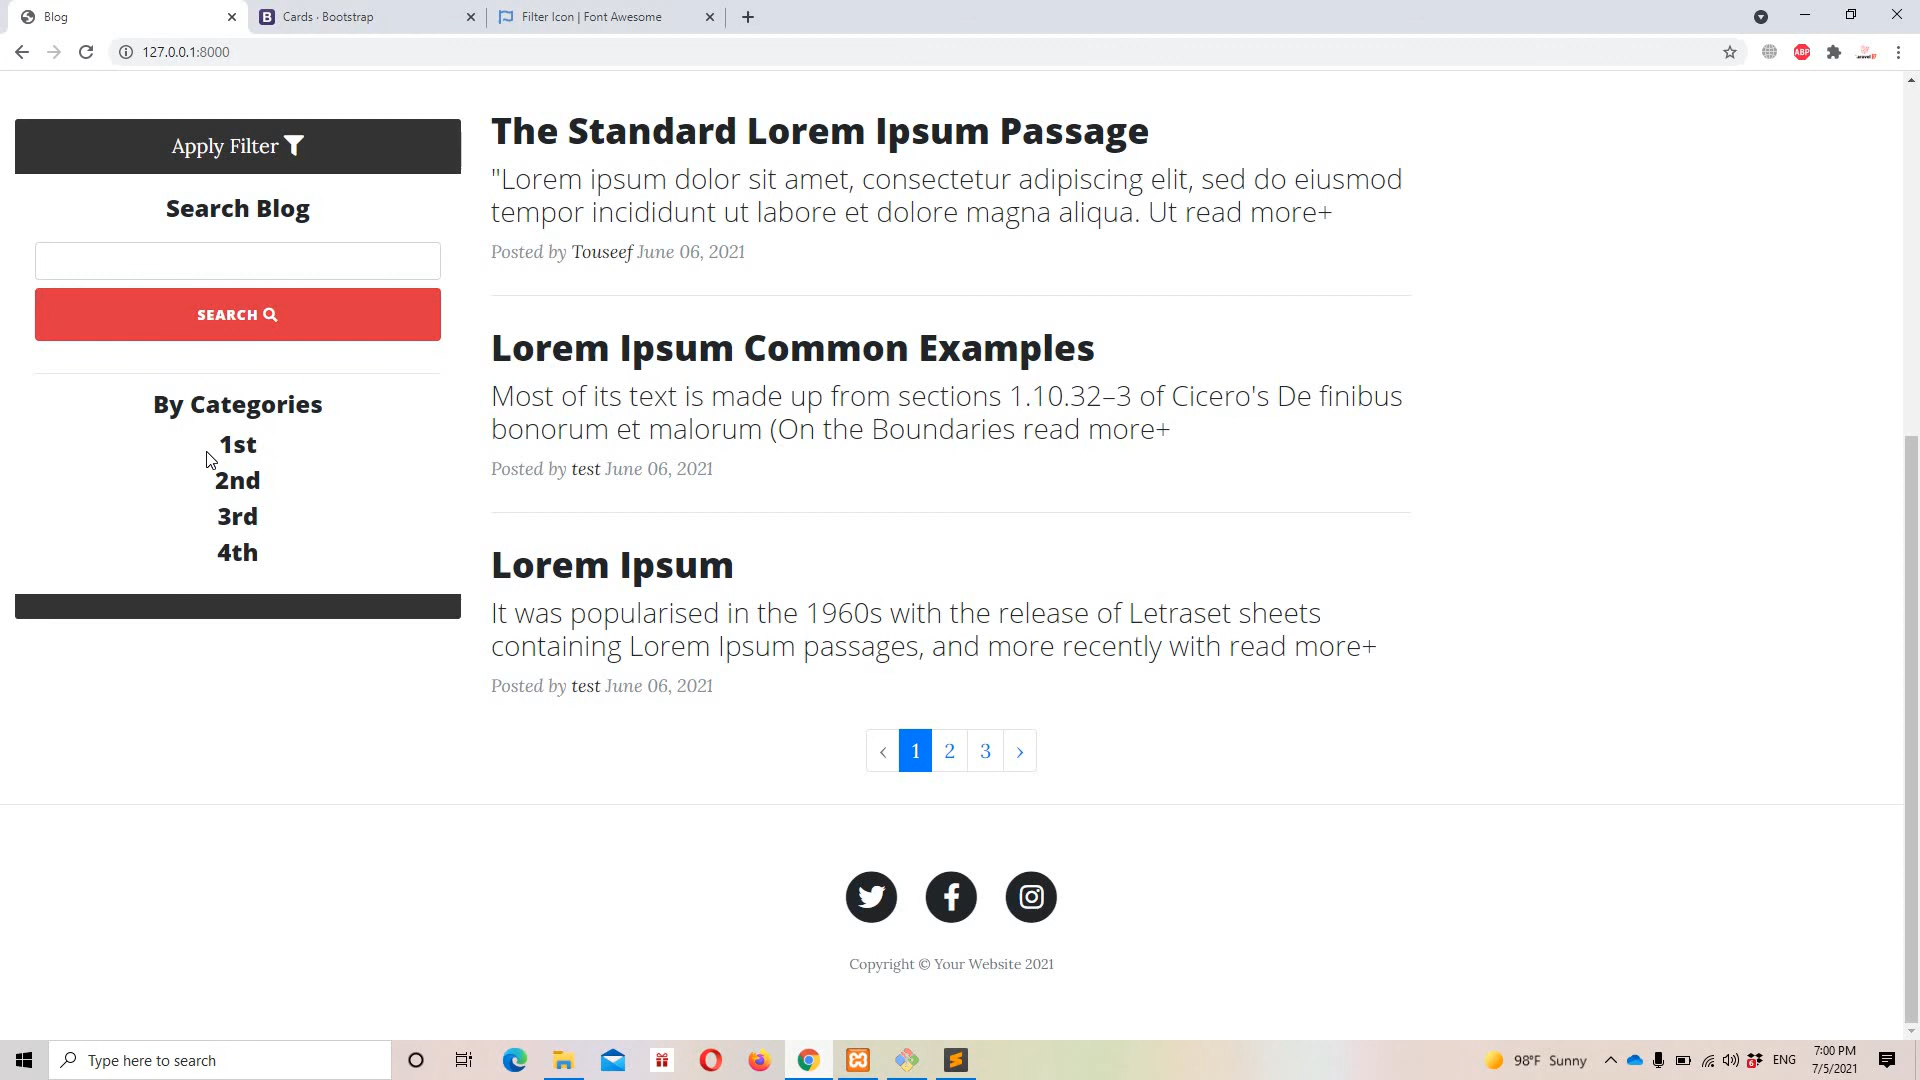 Blog
Cards · Bootstrap
Filter Icon | Font Awesome
127.0.0.1:8000
ABP
Apply Filter
Search Blog
SEARCH
By Categories
1st
2nd
3rd
4th
The Standard Lorem Ipsum Passage
"Lorem ipsum dolor sit amet, consectetur adipiscing elit, sed do eiusmod
tempor incididunt ut labore et dolore magna aliqua. Ut read more+
Posted by Touseef June 06, 2021
Lorem Ipsum Common Examples
Most of its text is made up from sections 1.10.32–3 of Cicero's De finibus
bonorum et malorum (On the Boundaries read more+
Posted by test June 06, 2021
Lorem Ipsum
It was popularised in the 1960s with the release of Letraset sheets
containing Lorem Ipsum passages, and more recently with read more+
Posted by test June 06, 2021
‹ 1 2 3 ›
Copyright © Your Website 2021
Type here to search
98°F Sunny
ENG
7:00 PM
7/5/2021